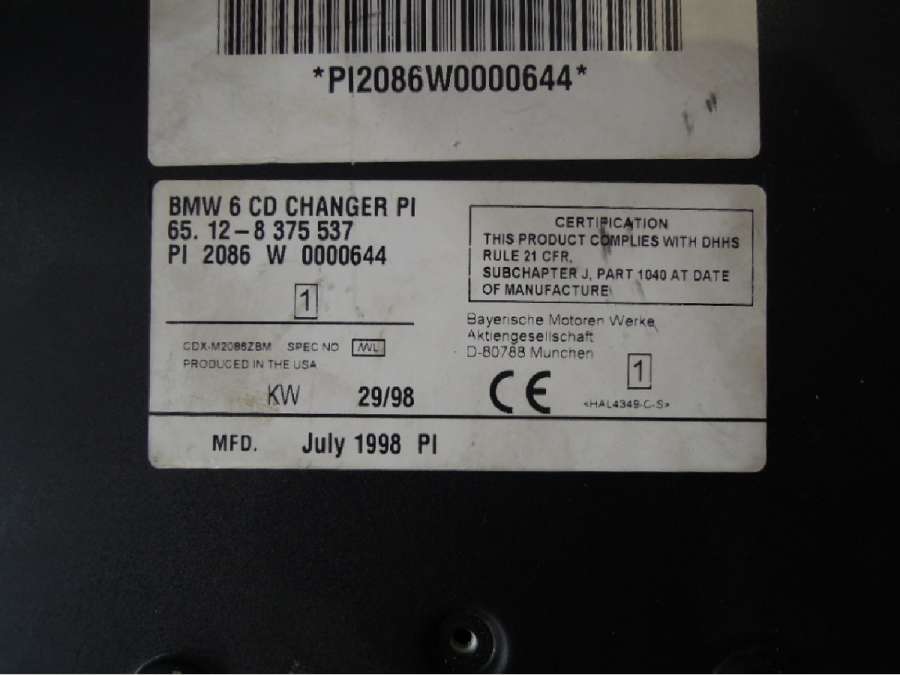 *PI2086W0000644*
BMW 6 CD CHANGER PI
65. 12-8 375 537
PI 2086 W 0000644
1
CDX-M2086ZBM SPEC NO /WL
PRODUCED IN THE USA
KW 29/98
CERTIFICATION
THIS PRODUCT COMPLIES WITH DHHS
RULE 21 CFR,
SUBCHAPTER J, PART 1040 AT DATE
OF MANUFACTURE
Bayerische Motoren Werke
Aktiengesellschaft
D-80788 Munchen
1
CE
<HAL4349-C-S>
MFD. July 1998 PI